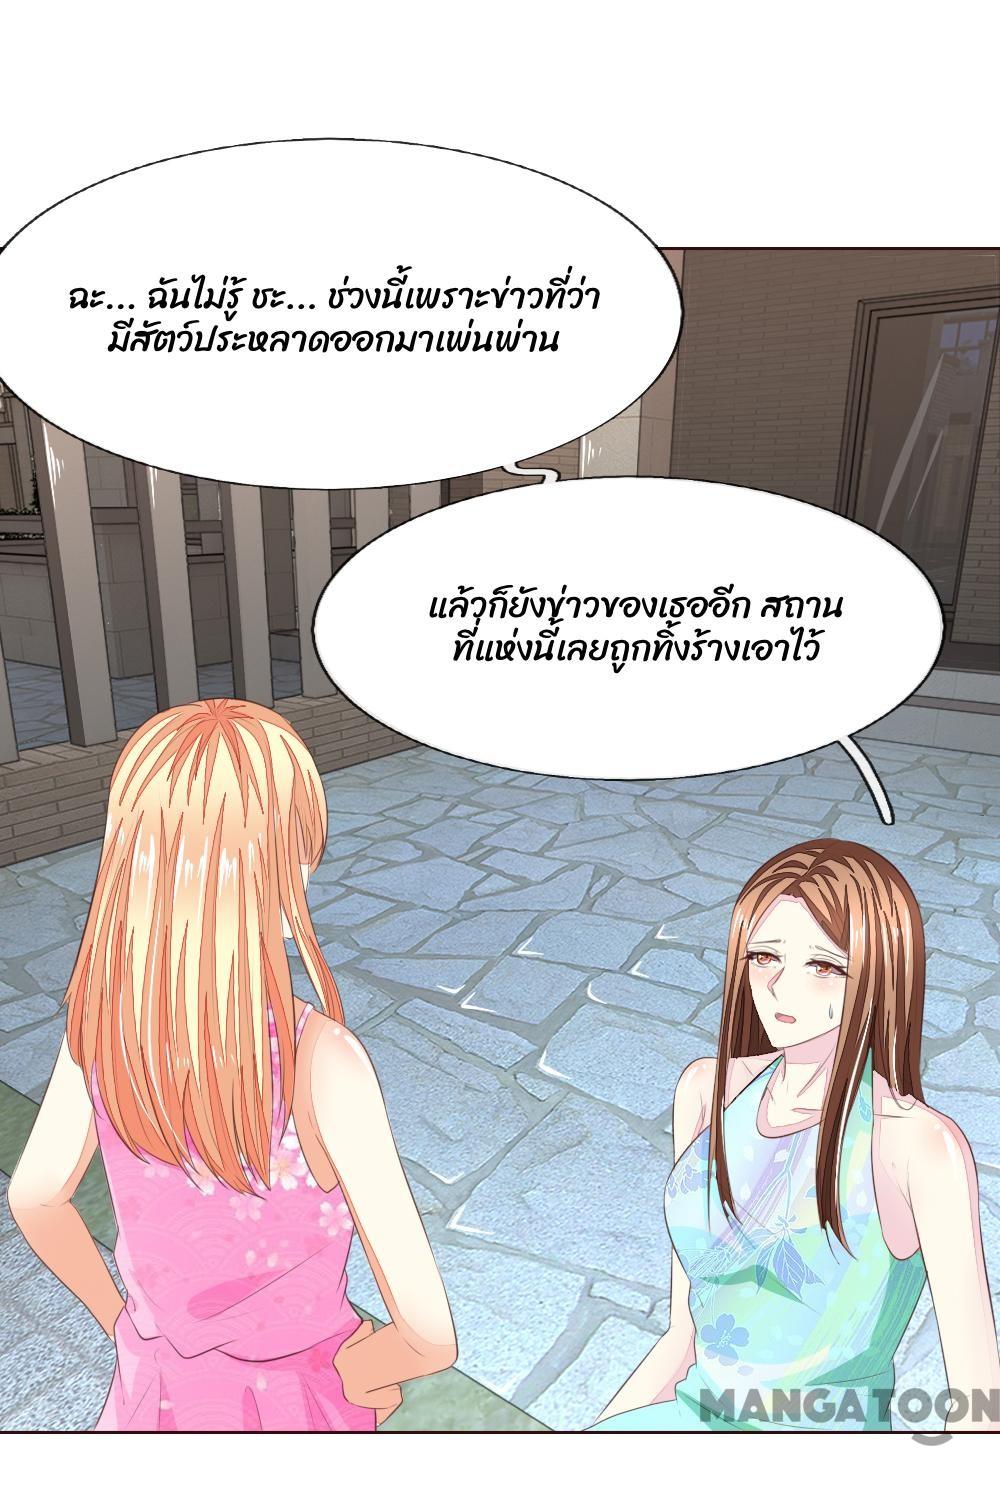 ฉะ... ฉันไม่รู้ ชะ... ช่วงนี้เพราะข่าวที่ว่า
มีสัตว์ประหลาดออกมาเพ่นพ่าน
แล้วก็ยังข่าวของเธออีก สถาน
ที่แห่งนี้เลยถูกทิ้งร้างเอาไว้
MANGATOON